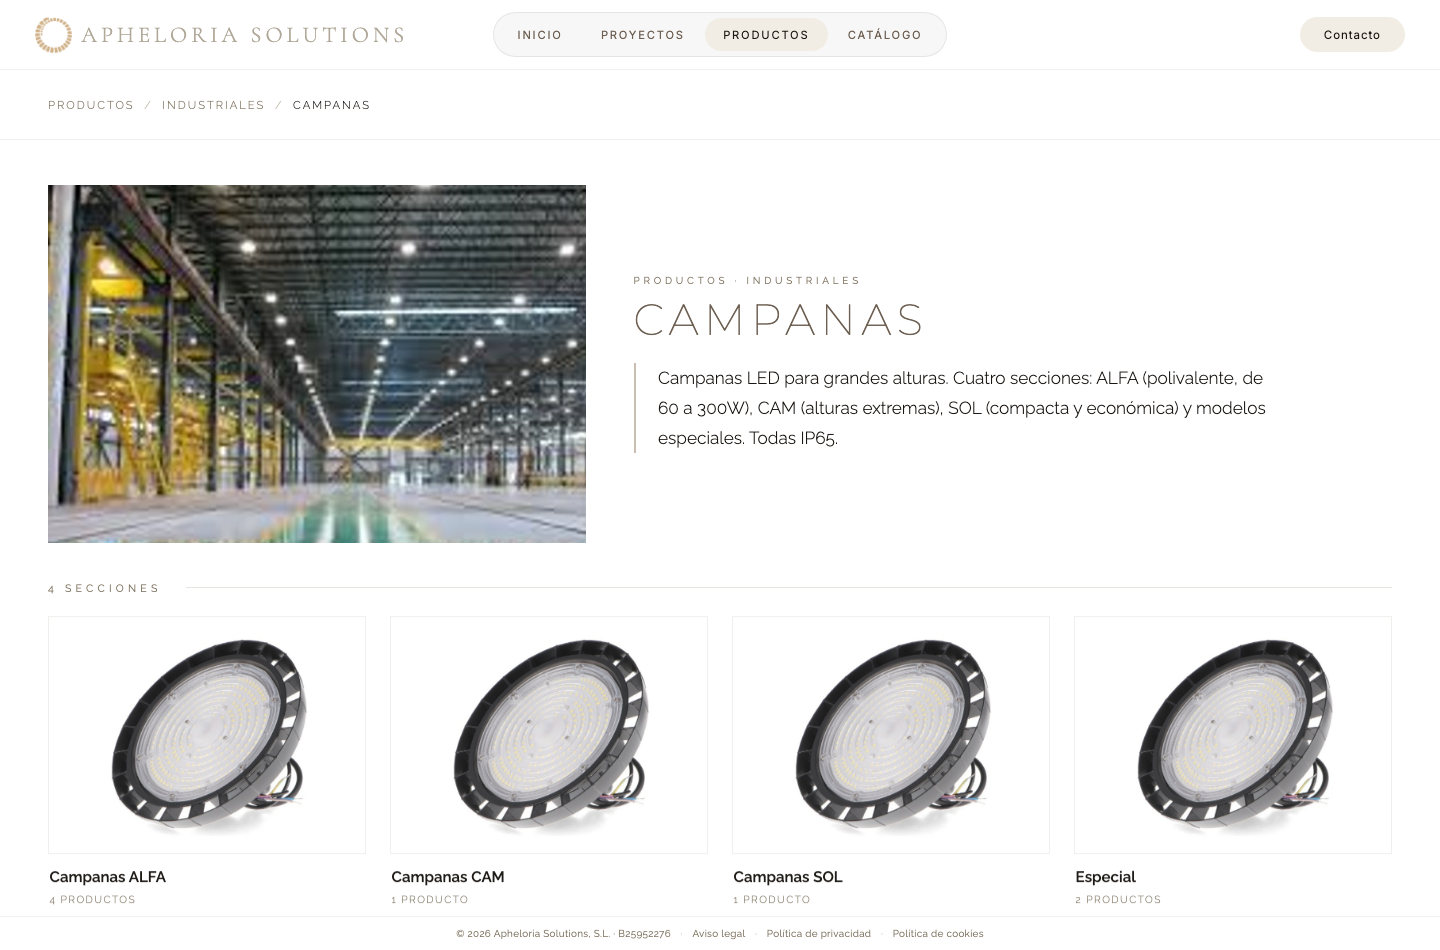 APHELORIA SOLUTIONS
INICIO
PROYECTOS
PRODUCTOS
CATÁLOGO
Contacto
PRODUCTOS / INDUSTRIALES / CAMPANAS
PRODUCTOS · INDUSTRIALES
CAMPANAS
Campanas LED para grandes alturas. Cuatro secciones: ALFA (polivalente, de
60 a 300W), CAM (alturas extremas), SOL (compacta y económica) y modelos
especiales. Todas IP65.
4 SECCIONES
Campanas ALFA
4 PRODUCTOS
Campanas CAM
1 PRODUCTO
Campanas SOL
1 PRODUCTO
Especial
2 PRODUCTOS
© 2026 Apheloria Solutions, S.L. · B25952276 · Aviso legal · Política de privacidad · Política de cookies